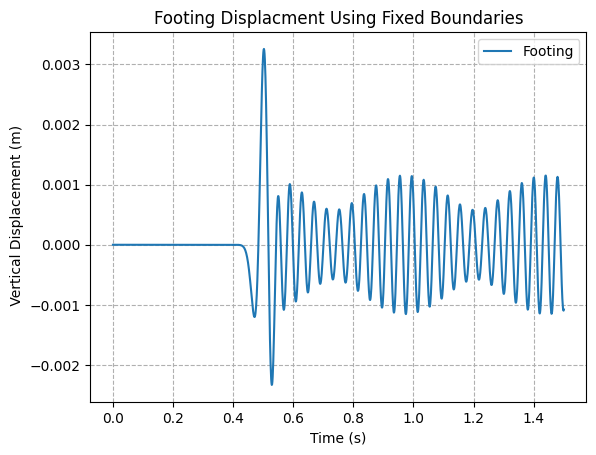 Footing Displacment Using Fixed Boundaries
Footing
0.003
0.002
0.001
0.000
−0.001
−0.002
Vertical Displacement (m)
0.0 0.2 0.4 0.6 0.8 1.0 1.2 1.4
Time (s)